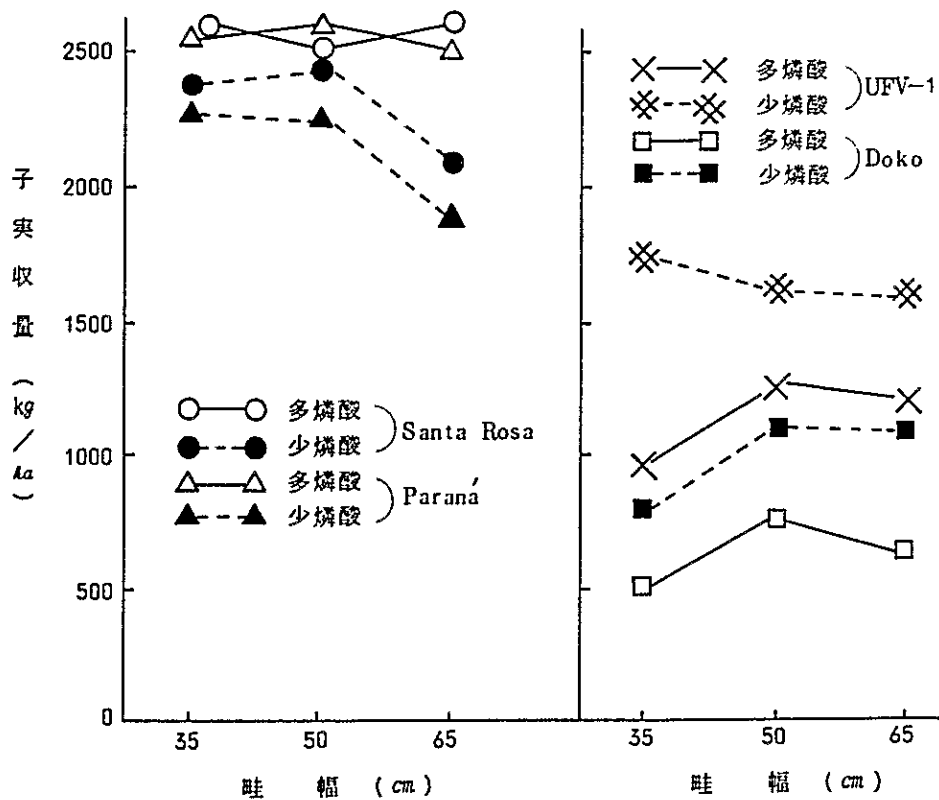 子実収量 (kg/ha)
2500
2000
1500
1000
500
0
多燐酸
少燐酸
Santa Rosa
多燐酸
少燐酸
Paraná
35 50 65
畦 幅 (cm)
多燐酸
少燐酸
UFV-1
多燐酸
少燐酸
Doko
35 50 65
畦 幅 (cm)